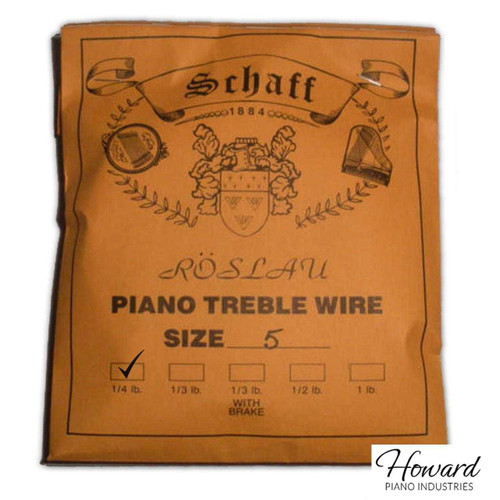 Schaff
1884
RÖSLAU
PIANO TREBLE WIRE
SIZE 5
1/4 lb. 1/3 lb. 1/3 lb. 1/2 lb. 1 lb.
WITH
BRAKE
Howard
PIANO INDUSTRIES